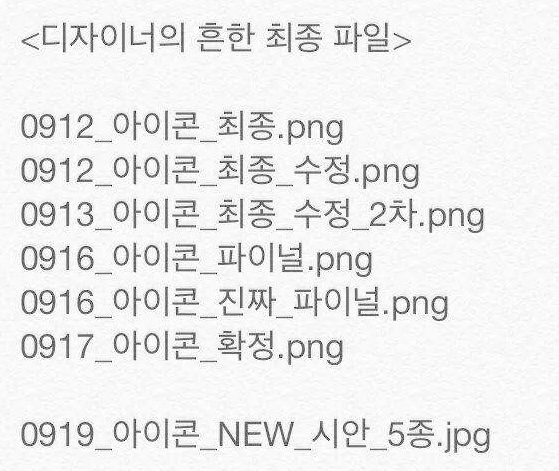 <디자이너의 흔한 최종 파일>
0912_아이콘_최종.png
0912_아이콘_최종_수정.png
0913_아이콘_최종_수정_2차.png
0916_아이콘_파이널.png
0916_아이콘_진짜_파이널.png
0917_아이콘_확정.png
0919_아이콘_NEW_시안_5종.jpg